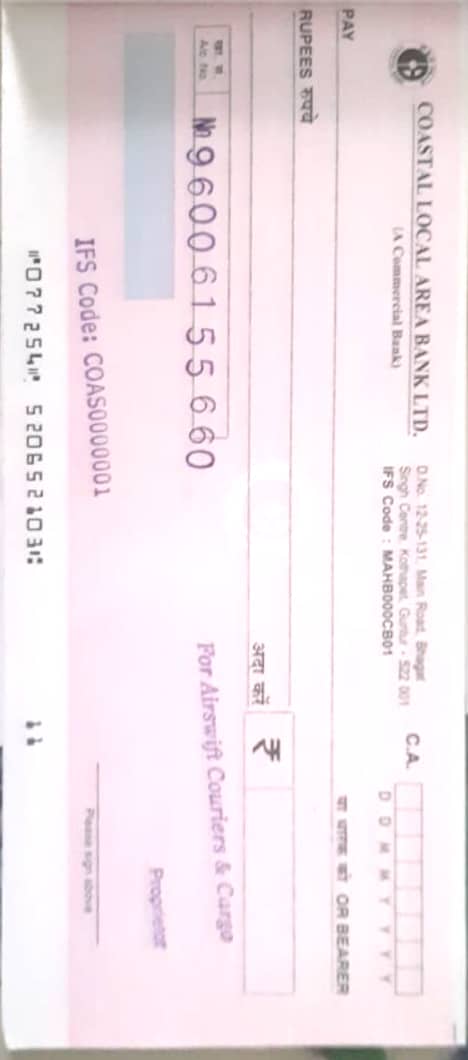 COASTAL LOCAL AREA BANK LTD.
(A Commercial Bank)
D.No. 12-25-131, Main Road, Bhagat
Singh Centre, Kothapet, Guntur - 522 001
IFS Code : MAHB000CB01
C.A.
D D M M Y Y Y Y
PAY
या धारक को OR BEARER
RUPEES रुपये
अदा करें ₹
खा. सं.
A/c. No.
№960061556660
For Airswift Couriers & Cargo
Proprietor
IFS Code: COAS0000001
Please sign above
⑈077254⑈ 520652103⑆ 11